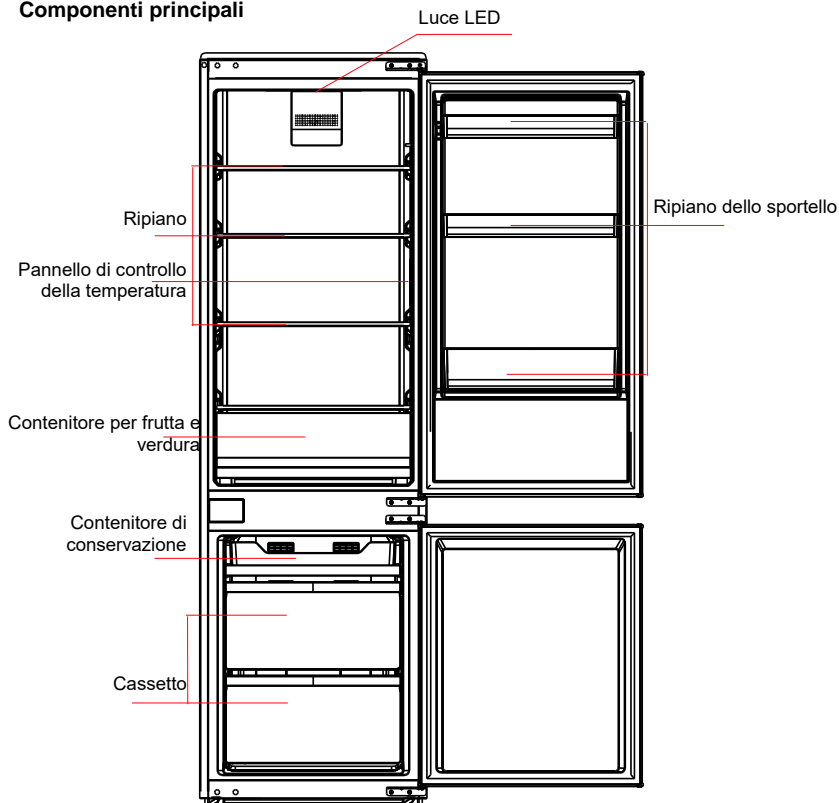 Componenti principali
Luce LED
Ripiano
Ripiano dello sportello
Pannello di controllo
della temperatura
Contenitore per frutta e
verdura
Contenitore di
conservazione
Cassetto